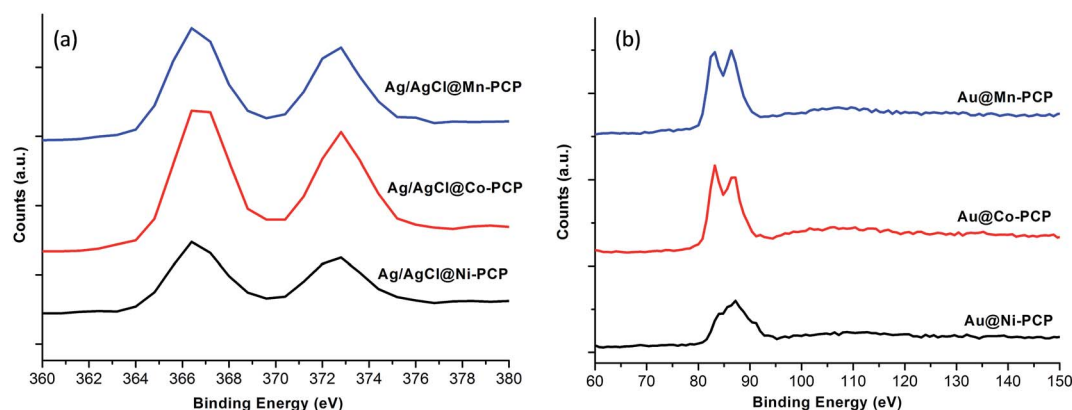 (a)
Ag/AgCl@Mn-PCP
Ag/AgCl@Co-PCP
Ag/AgCl@Ni-PCP
Counts (a.u.)
360 362 364 366 368 370 372 374 376 378 380
Binding Energy (eV)
(b)
Au@Mn-PCP
Au@Co-PCP
Au@Ni-PCP
Counts (a.u.)
60 70 80 90 100 110 120 130 140 150
Binding Energy (eV)